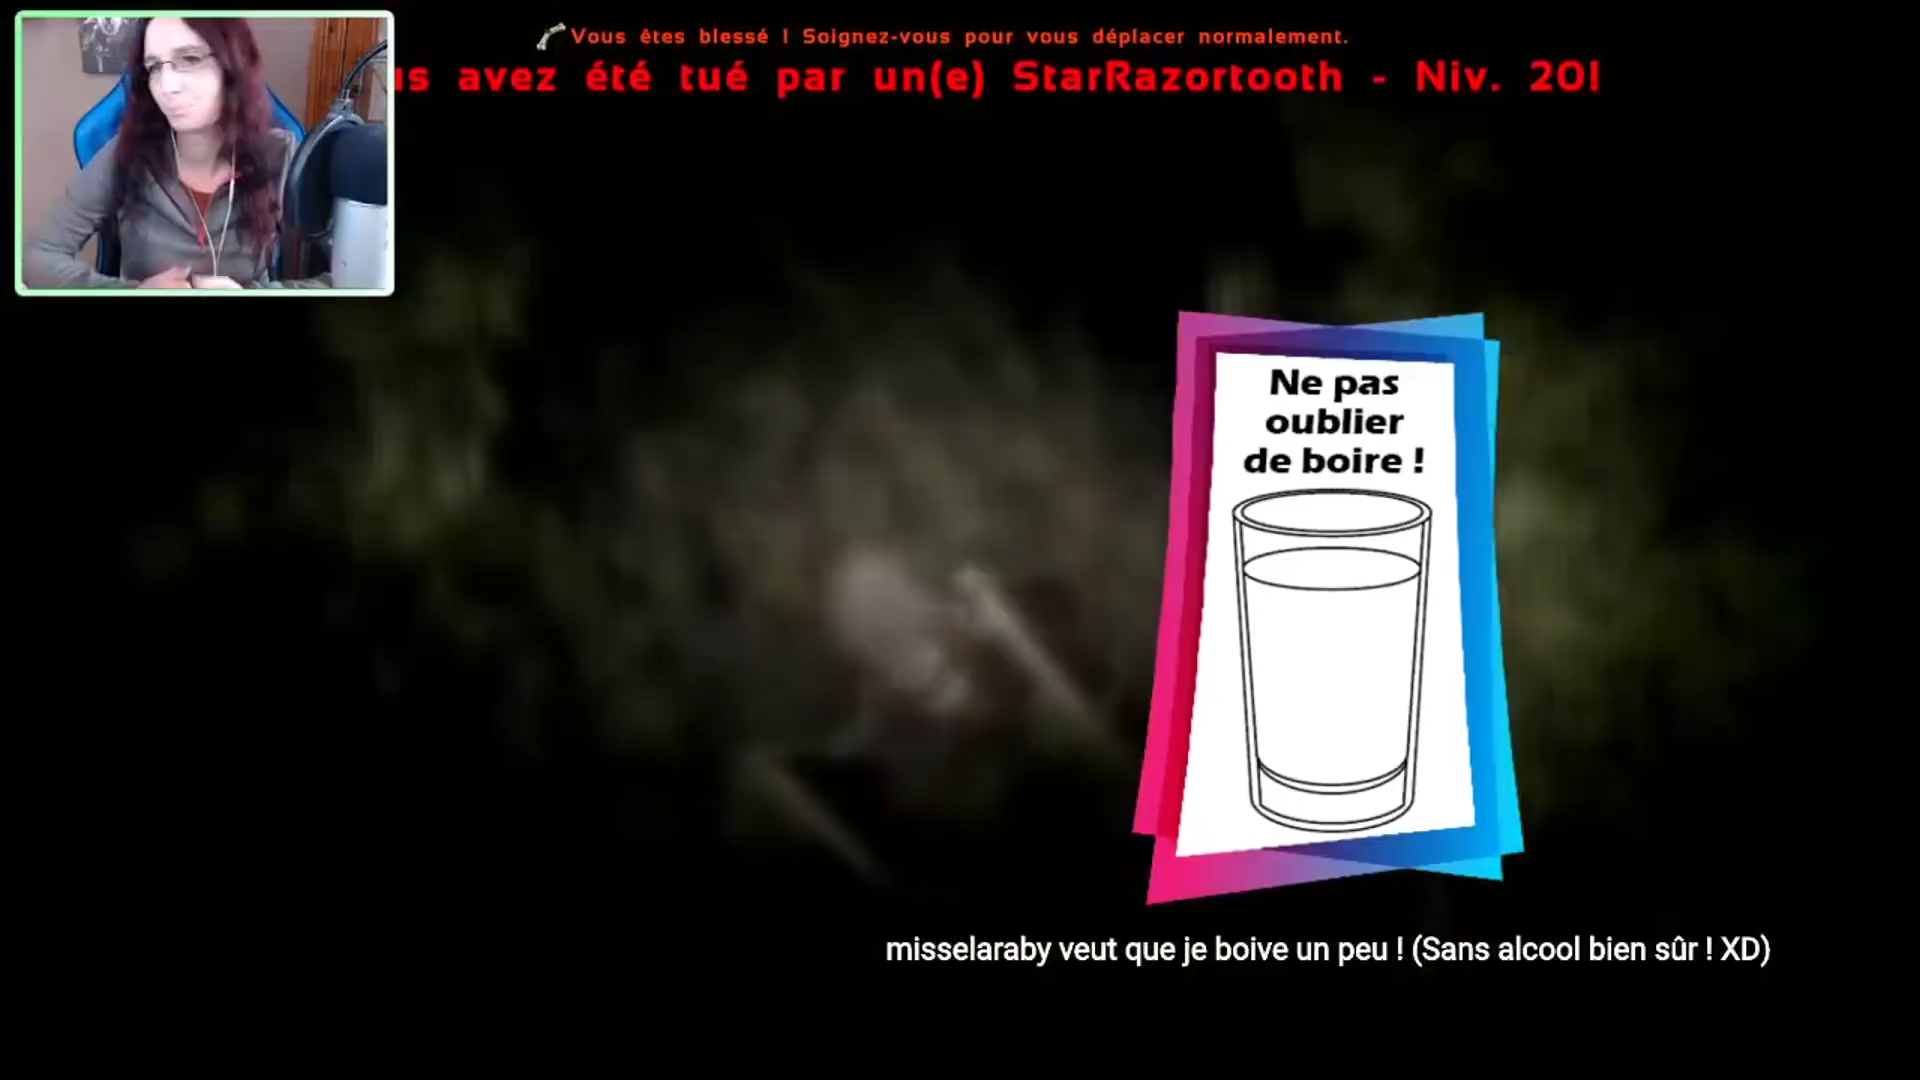 Vous êtes blessé ! Soignez-vous pour vous déplacer normalement.
us avez été tué par un(e) StarRazortooth - Niv. 20!
Ne pas
oublier
de boire !
misselaraby veut que je boive un peu ! (Sans alcool bien sûr ! XD)